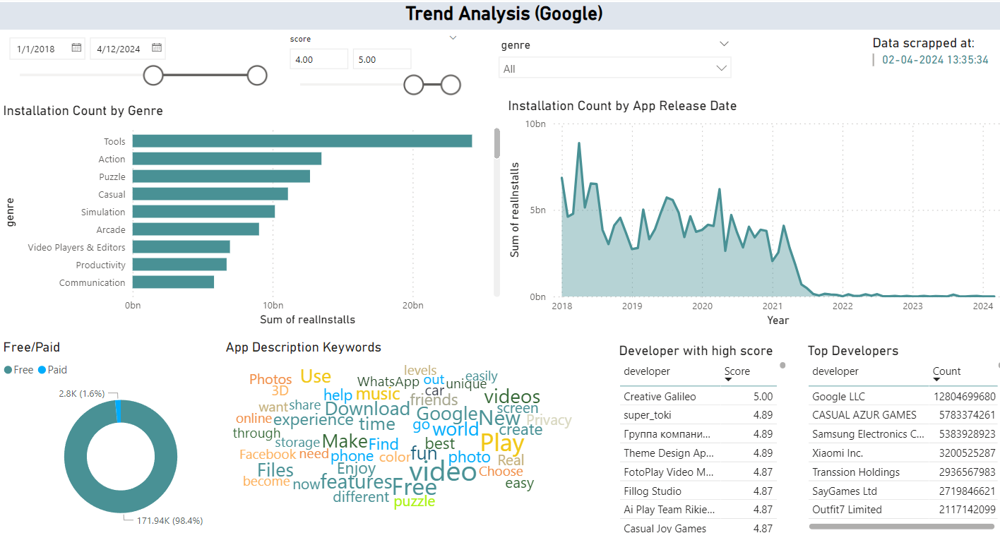 Trend Analysis (Google)
1/1/2018
4/12/2024
score
4.00
5.00
genre
All
Data scrapped at:
02-04-2024 13:35:34
Installation Count by Genre
genre
Tools
Action
Puzzle
Casual
Simulation
Arcade
Video Players & Editors
Productivity
Communication
0bn
10bn
20bn
Sum of realInstalls
Installation Count by App Release Date
Sum of realInstalls
10bn
5bn
0bn
2018
2019
2020
2021
2022
2023
2024
Year
Free/Paid
Free
Paid
2.8K (1.6%)
171.94K (98.4%)
App Description Keywords
levels
Photos
Use
WhatsApp
out
unique
easily
3D
help
music
car
friends
videos
want
share
Download
Google
New
screen
online
experience
time
go
world
create
Privacy
through
storage
Make
Find
best
Play
Facebook
need
phone
color
fun
photo
Real
Files
Enjoy
video
Choose
become
now
features
Free
easy
different
puzzle
Developer with high score
developer Score
Creative Galileo 5.00
super_toki 4.89
Группа компани... 4.89
Theme Design Ap... 4.89
FotoPlay Video M... 4.87
Fillog Studio 4.87
Ai Play Team Rikie... 4.87
Casual Joy Games 4.87
Top Developers
developer Count
Google LLC 12804699680
CASUAL AZUR GAMES 5783374261
Samsung Electronics C... 5383928923
Xiaomi Inc. 3200525287
Transsion Holdings 2936567983
SayGames Ltd 2719846621
Outfit7 Limited 2117142099